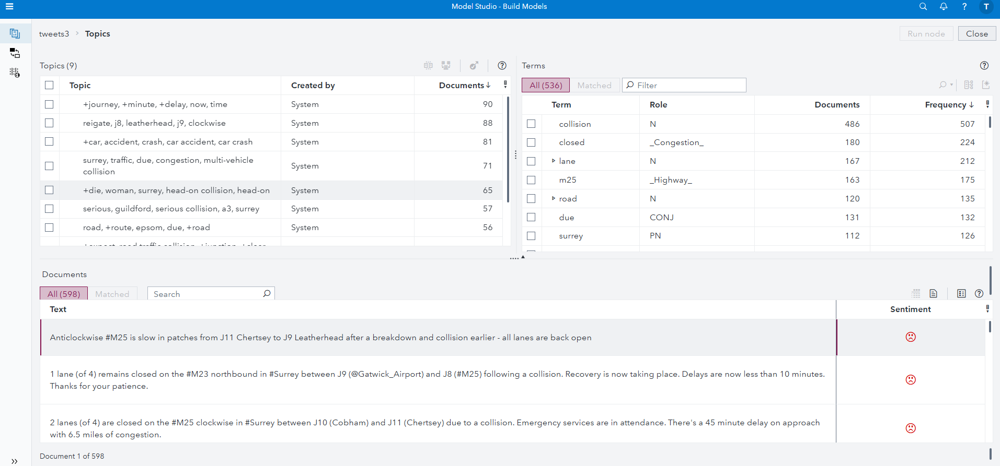 Model Studio - Build Models
? T
tweets3 > Topics
Run node Close
Topics (9)
Topic Created by Documents↓
+journey, +minute, +delay, now, time System 90
reigate, j8, leatherhead, j9, clockwise System 88
+car, accident, crash, car accident, car crash System 81
surrey, traffic, due, congestion, multi-vehicle
collision System 71
+die, woman, surrey, head-on collision, head-on System 65
serious, guildford, serious collision, a3, surrey System 57
road, +route, epsom, due, +road System 56
+expect, road traffic collision, +junction, +clear
Terms
All (536) Matched Filter
Term Role Documents Frequency ↓
collision N 486 507
closed _Congestion_ 180 224
lane N 167 212
m25 _Highway_ 163 175
road N 120 135
due CONJ 131 132
surrey PN 112 126
Documents
All (598) Matched Search
Text Sentiment
Anticlockwise #M25 is slow in patches from J11 Chertsey to J9 Leatherhead after a breakdown and collision earlier - all lanes are back open
1 lane (of 4) remains closed on the #M23 northbound in #Surrey between J9 (@Gatwick_Airport) and J8 (#M25) following a collision. Recovery is now taking place. Delays are now less than 10 minutes.
Thanks for your patience.
2 lanes (of 4) are closed on the #M25 clockwise in #Surrey between J10 (Cobham) and J11 (Chertsey) due to a collision. Emergency services are in attendance. There's a 45 minute delay on approach
with 6.5 miles of congestion.
Document 1 of 598